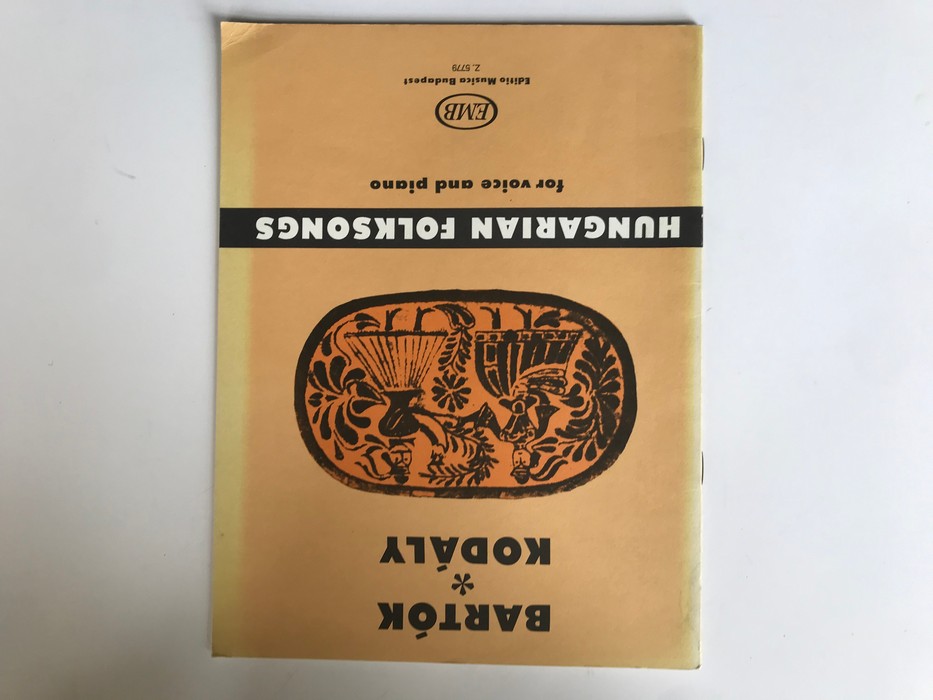 BARTÓK
*
KODÁLY
HUNGARIAN FOLKSONGS
for voice and piano
EMB
Editio Musica Budapest
Z. 5779